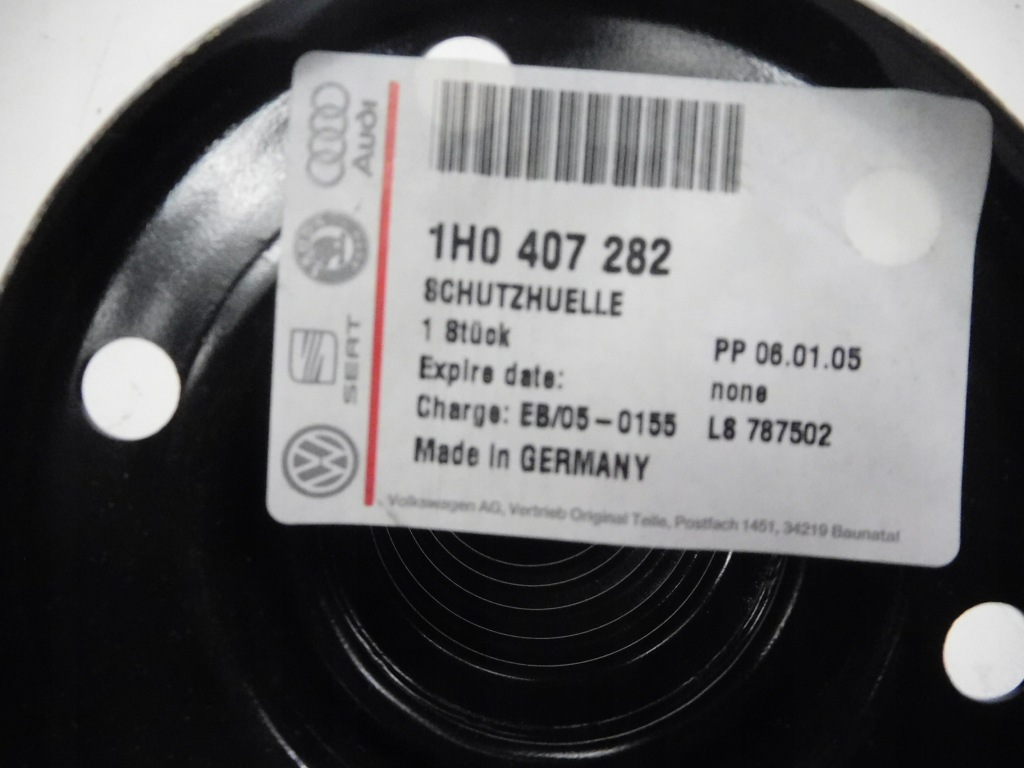 Audi
SEAT
1H0 407 282
SCHUTZHUELLE
1 Stück
PP 06.01.05
Expire date:
none
Charge: EB/05-0155
L8 787502
Made in GERMANY
Volkswagen AG, Vertrieb Original Teile, Postfach 1451, 34219 Baunatal